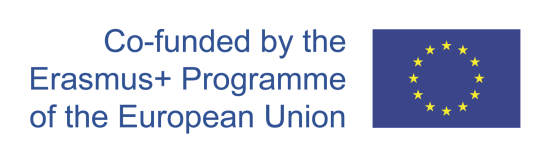 Co-funded by the
Erasmus+ Programme
of the European Union